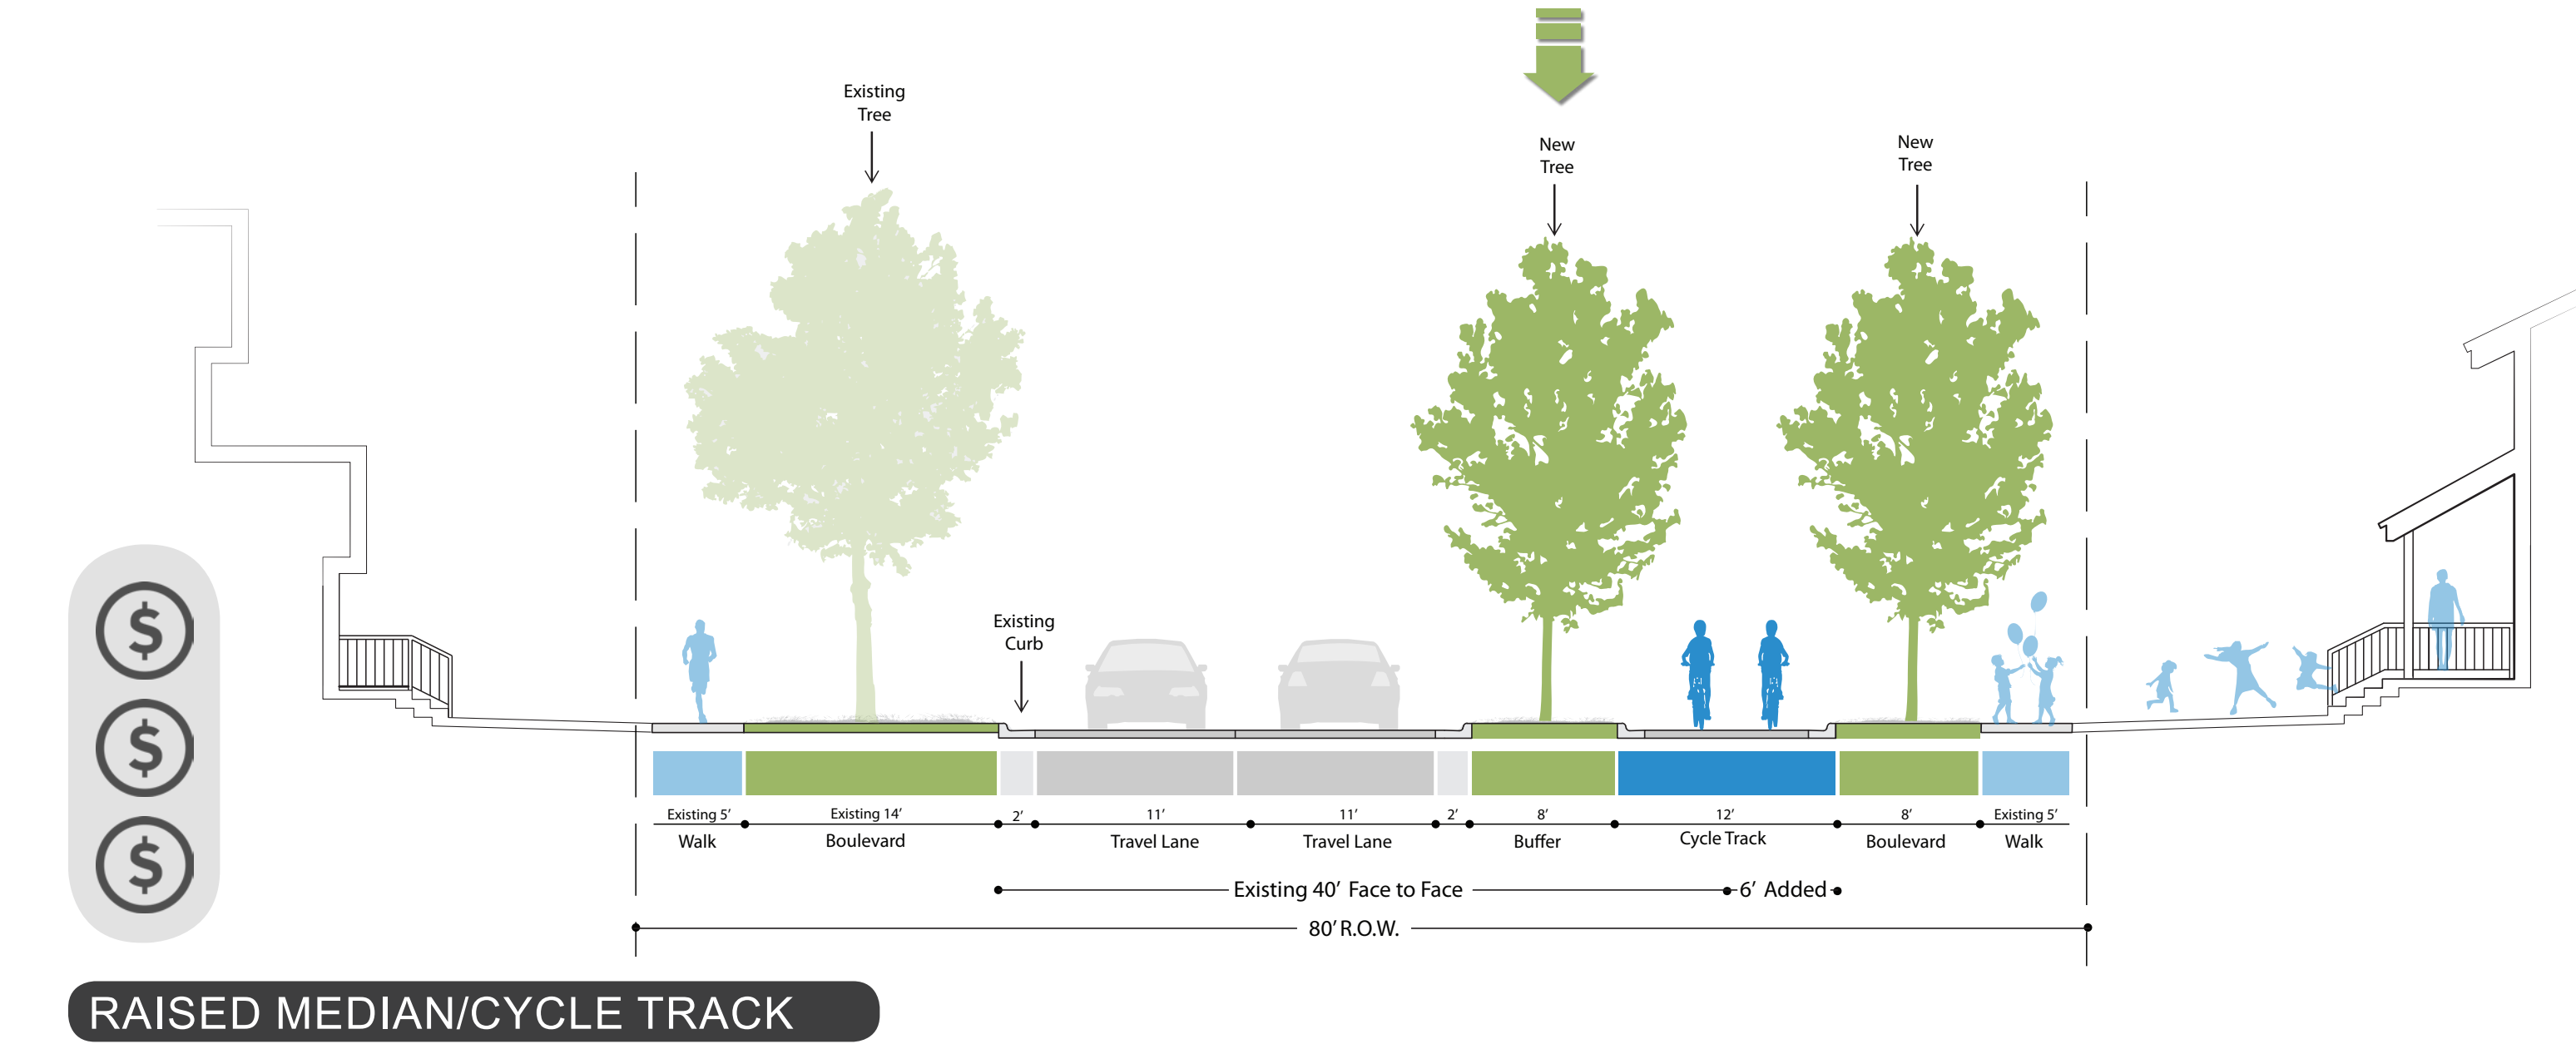 Existing
Tree
New
Tree
New
Tree
Existing
Curb
$
$
$
Existing 5’
Existing 14’
2’
11’
11’
2’
8’
12’
8’
Existing 5’
Walk
Boulevard
Travel Lane
Travel Lane
Buffer
Cycle Track
Boulevard
Walk
Existing 40’ Face to Face
6’ Added
80’ R.O.W.
RAISED MEDIAN/CYCLE TRACK